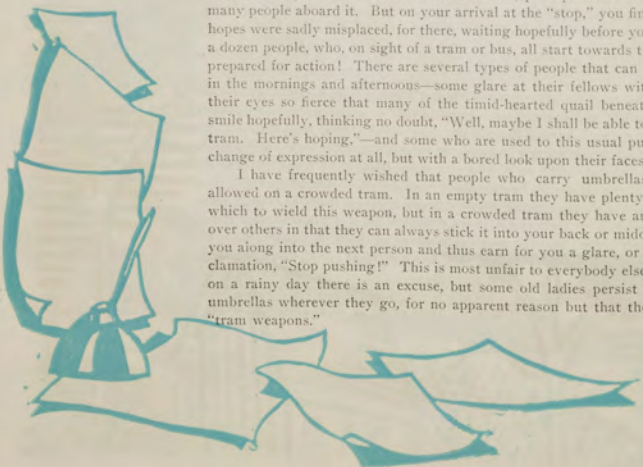 many people aboard it. But on your arrival at the "stop," you fin
hopes were sadly misplaced, for there, waiting hopefully before yo
a dozen people, who, on sight of a tram or bus, all start towards t
prepared for action! There are several types of people that can
in the mornings and afternoons—some glare at their fellows wit
their eyes so fierce that many of the timid-hearted quail beneat
smile hopefully, thinking no doubt, "Well, maybe I shall be able to
tram. Here's hoping,"—and some who are used to this usual pu
change of expression at all, but with a bored look upon their faces
I have frequently wished that people who carry umbrellas
allowed on a crowded tram. In an empty tram they have plenty
which to wield this weapon, but in a crowded tram they have an
over others in that they can always stick it into your back or midd
you along into the next person and thus earn for you a glare, or
clamation, "Stop pushing!" This is most unfair to everybody else
on a rainy day there is an excuse, but some old ladies persist
umbrellas wherever they go, for no apparent reason but that the
"tram weapons."